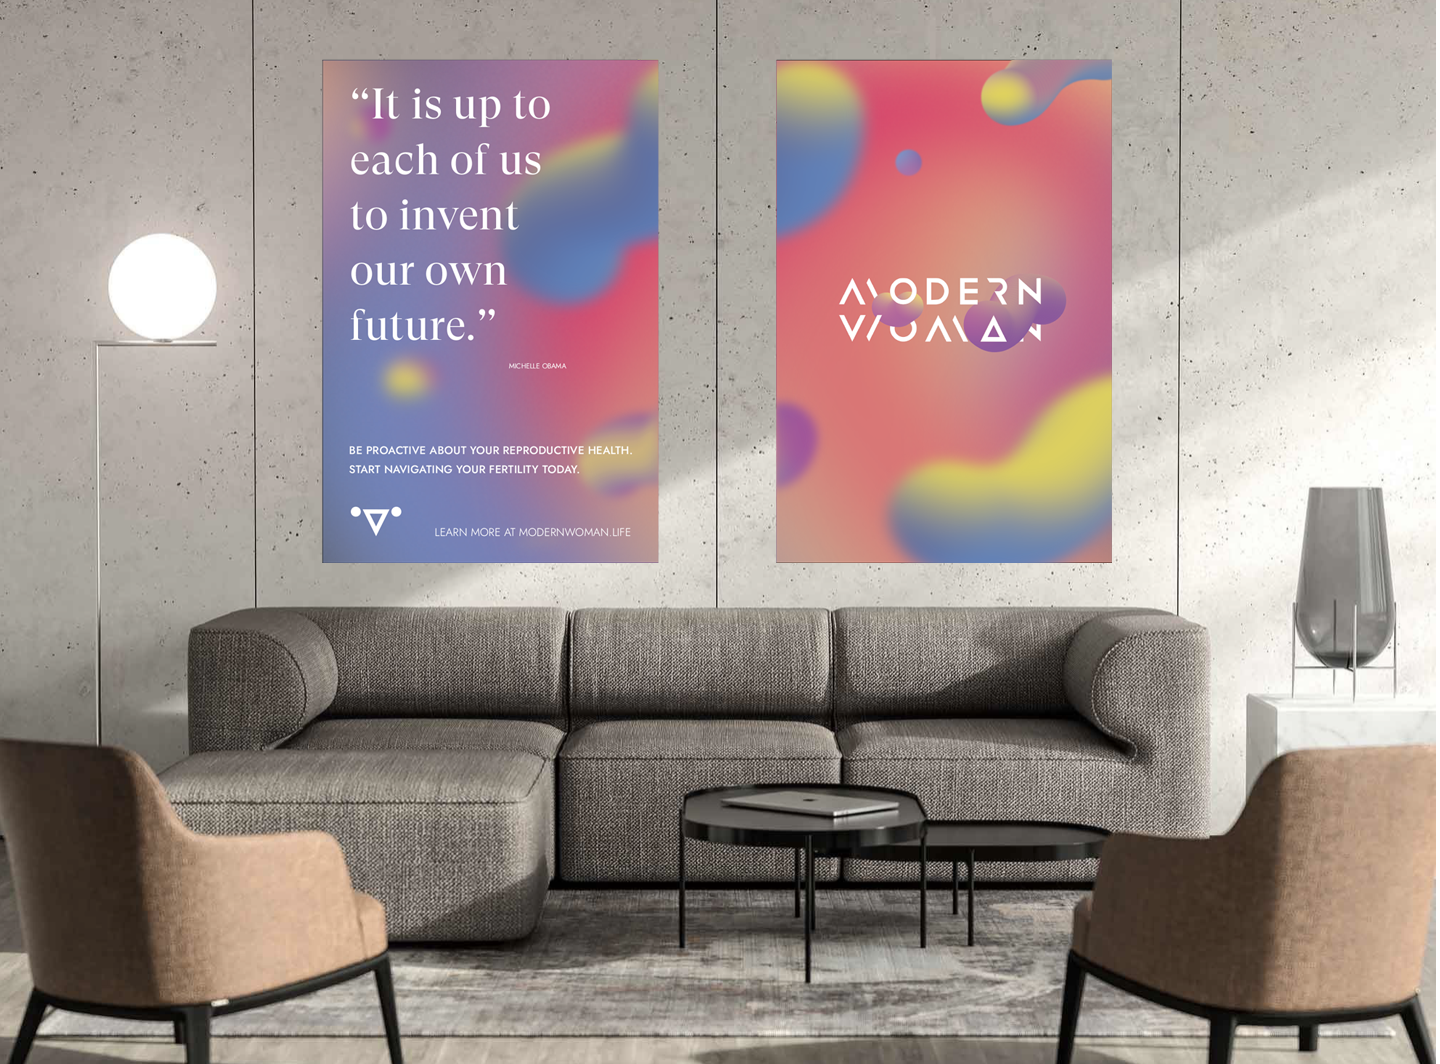 “It is up to
each of us
to invent
our own
future.”
MICHELLE OBAMA
BE PROACTIVE ABOUT YOUR REPRODUCTIVE HEALTH.
START NAVIGATING YOUR FERTILITY TODAY.
LEARN MORE AT MODERNWOMAN.LIFE
MODERN
WOMAN